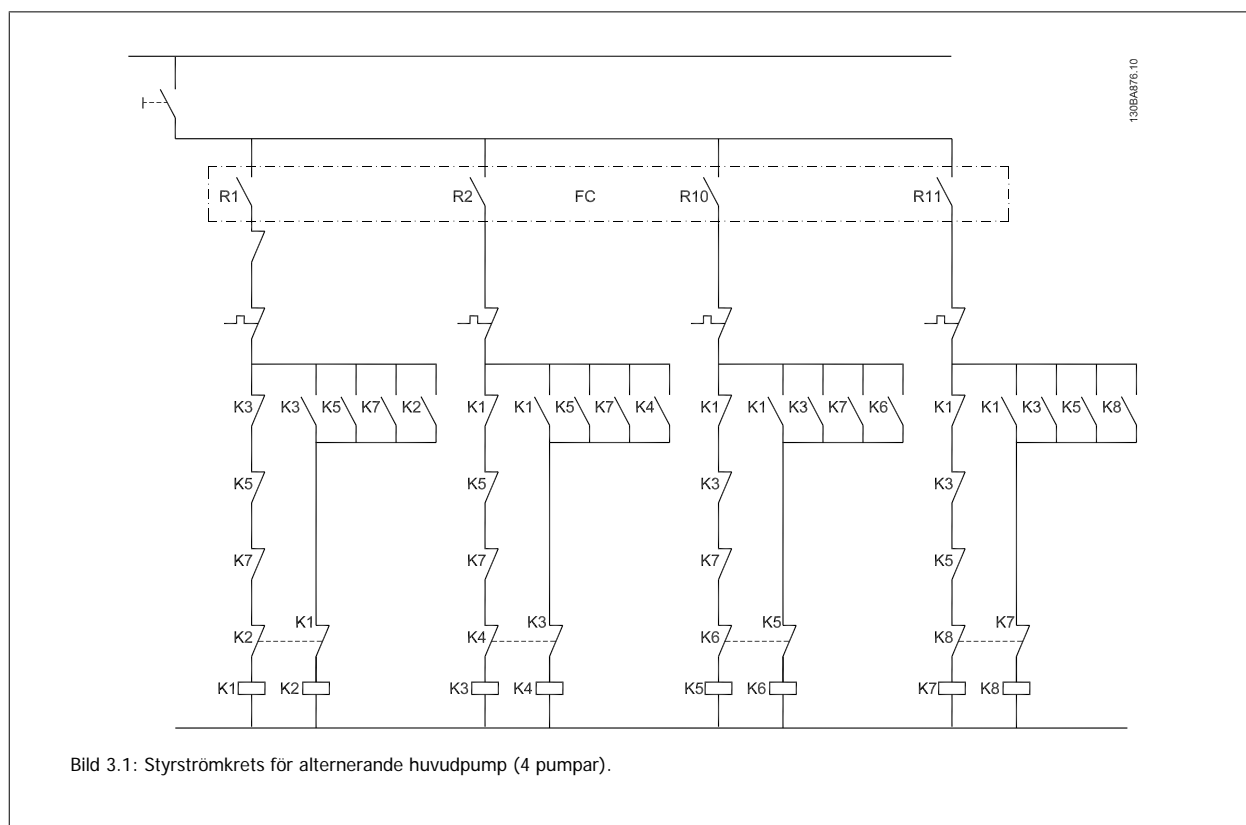 130BA876.10
R1 R2 FC R10 R11
K3 K3 K5 K7 K2 K1 K1 K5 K7 K4 K1 K1 K3 K7 K6 K1 K1 K3 K5 K8
K5 K5 K3 K3
K7 K7 K7 K5
K2 K1 K4 K3 K6 K5 K8 K7
K1 K2 K3 K4 K5 K6 K7 K8
Bild 3.1: Styrströmkrets för alternerande huvudpump (4 pumpar).